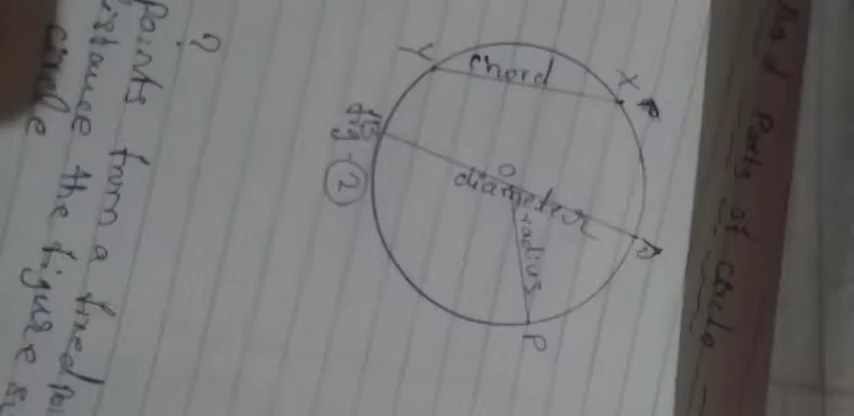 Parts of circle
X
Y
chord
O
diameter
radius
P
fig-2
?
points from a fixed
distance the figure
circle